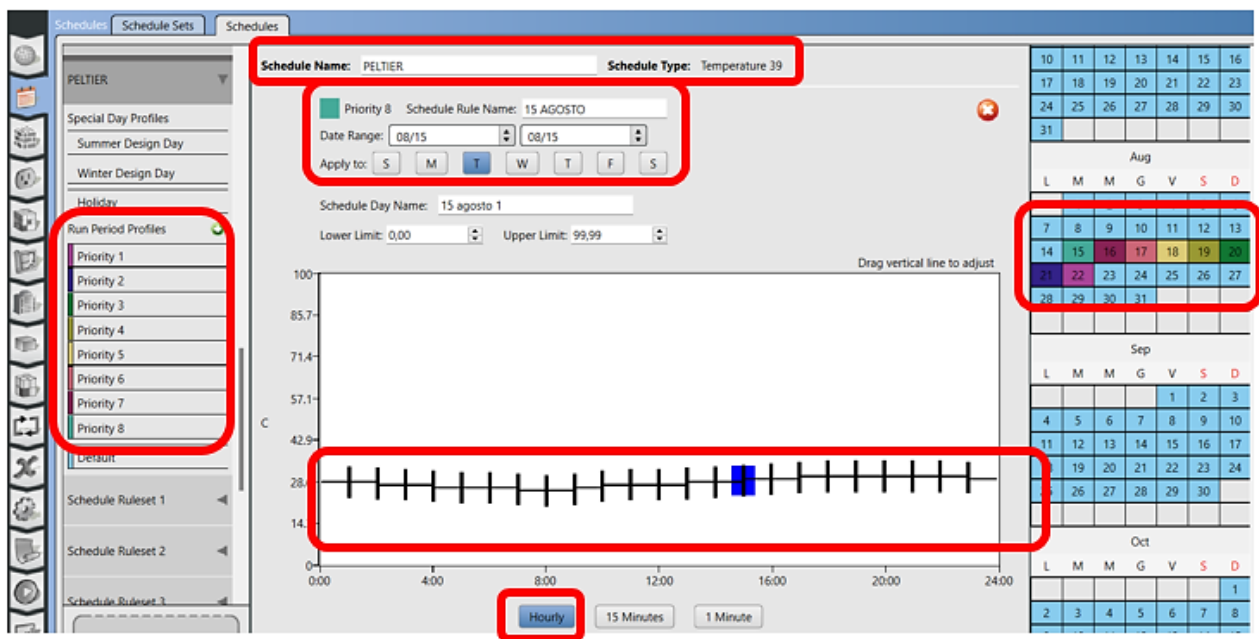 Schedules Schedule Sets Schedules
Schedule Name: PELTIER Schedule Type: Temperature 39
PELTIER
Special Day Profiles
Summer Design Day
Winter Design Day
Holiday
Run Period Profiles
Priority 1
Priority 2
Priority 3
Priority 4
Priority 5
Priority 6
Priority 7
Priority 8
Default
Schedule Ruleset 1
Schedule Ruleset 2
Schedule Ruleset 3
Priority 8 Schedule Rule Name: 15 AGOSTO
Date Range: 08/15 08/15
Apply to: S M T W T F S
Schedule Day Name: 15 agosto 1
Lower Limit: 0,00 Upper Limit: 99,99
Drag vertical line to adjust
100
85.7
71.4
57.1
C
42.9
28.
14.
0
0:00 4:00 8:00 12:00 16:00 20:00 24:00
Hourly 15 Minutes 1 Minute
10 11 12 13 14 15 16
17 18 19 20 21 22 23
24 25 26 27 28 29 30
31
Aug
L M M G V S D
7 8 9 10 11 12 13
14 15 16 17 18 19 20
21 22 23 24 25 26 27
28 29 30 31
Sep
L M M G V S D
1 2 3
4 5 6 7 8 9 10
11 12 13 14 15 16 17
19 20 21 22 23 24
26 27 28 29 30
Oct
L M M G V S D
1
2 3 4 5 6 7 8